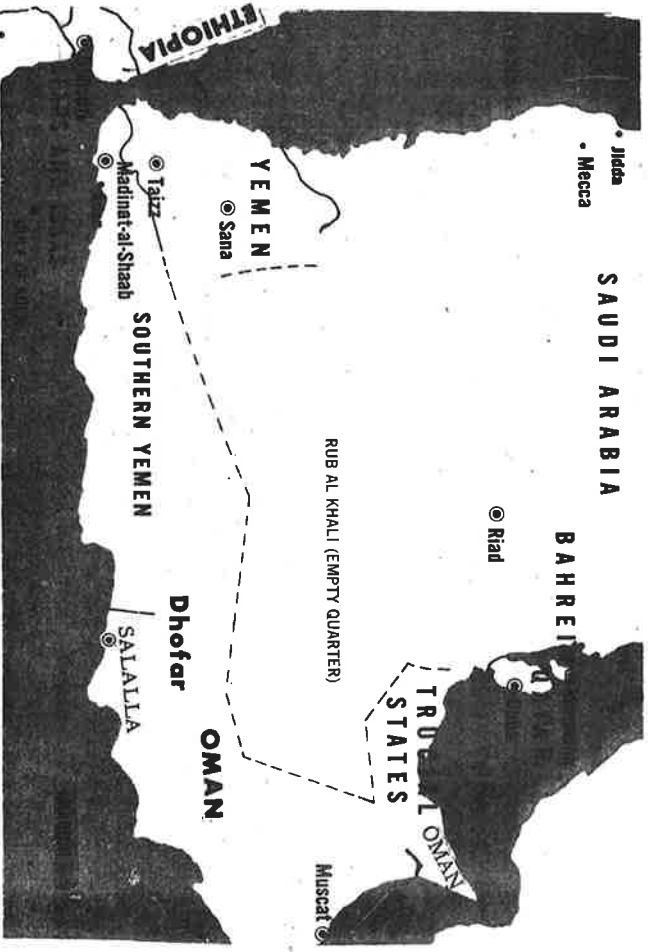 Jidda
Mecca
SAUDI ARABIA
BAHREI
Riad
RUB AL KHALI (EMPTY QUARTER)
TRUCIAL
STATES
OMAN
Muscat
ETHIOPIA
YEMEN
Sana
Taizz
Madinat-al-Shaab
SOUTHERN YEMEN
Dhofar
SALALLA
OMAN